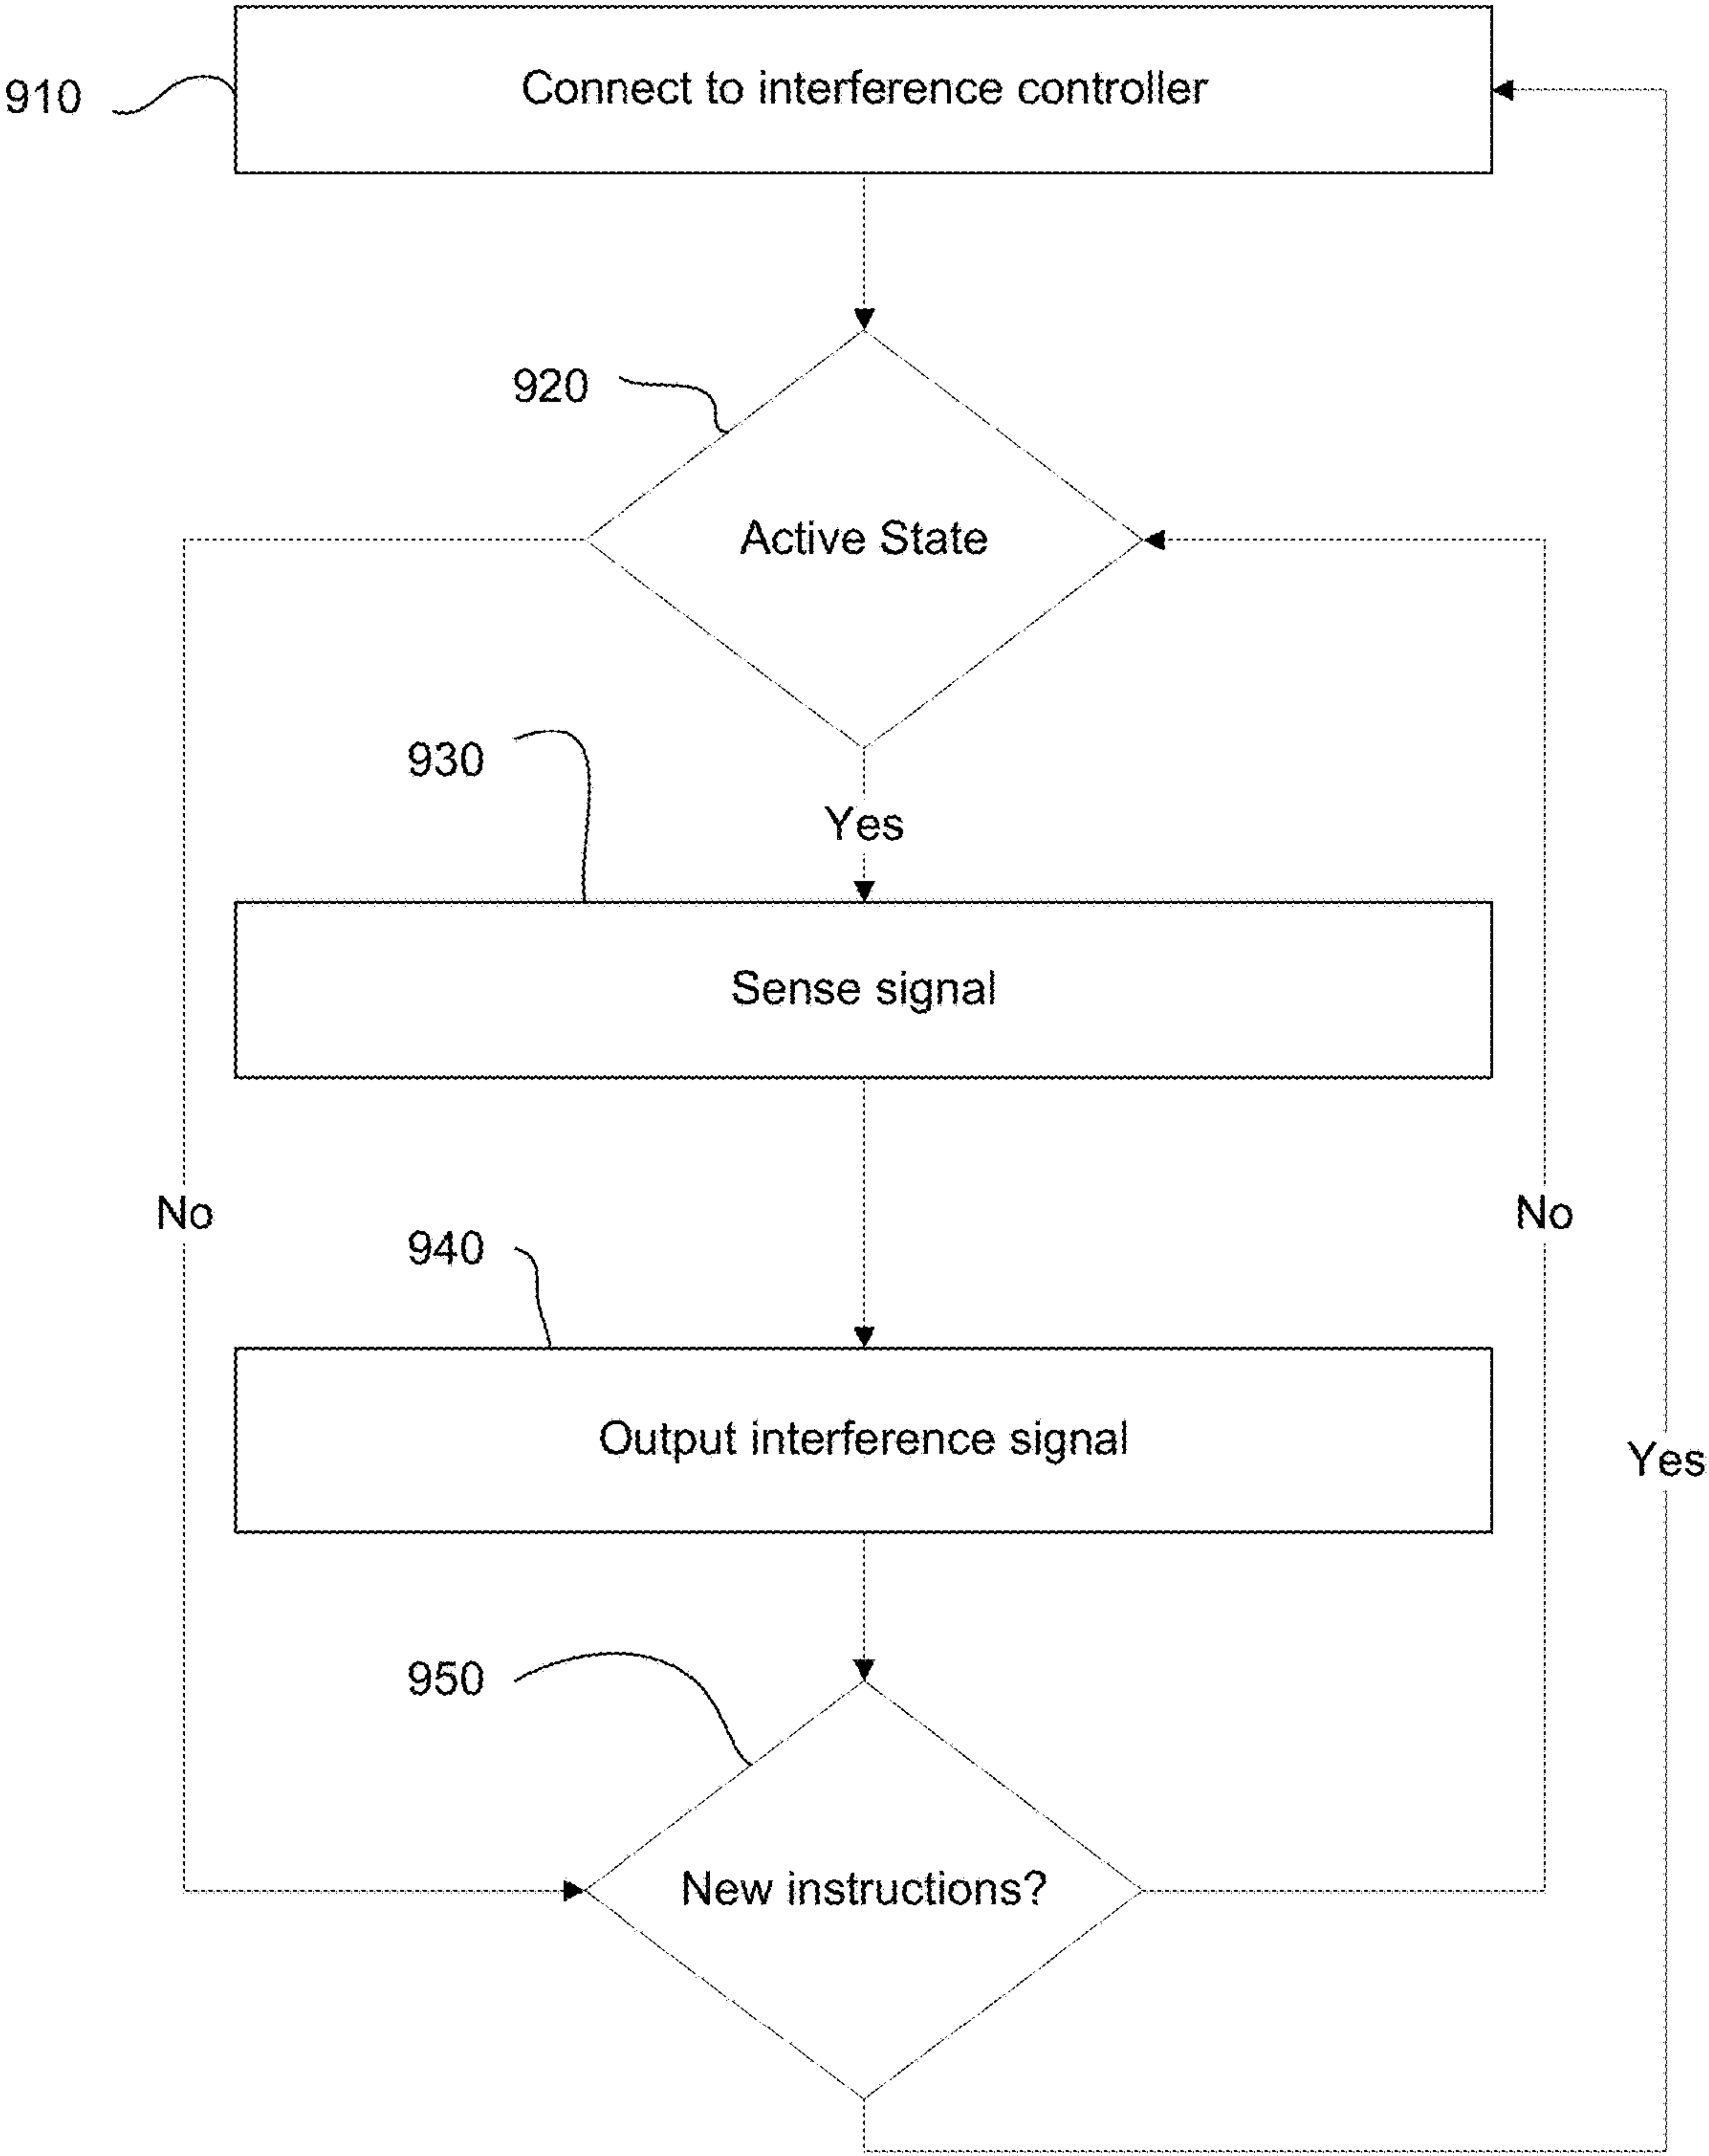 910
Connect to interference controller
920
Active State
930
Yes
Sense signal
No
No
940
Output interference signal
Yes
950
New instructions?